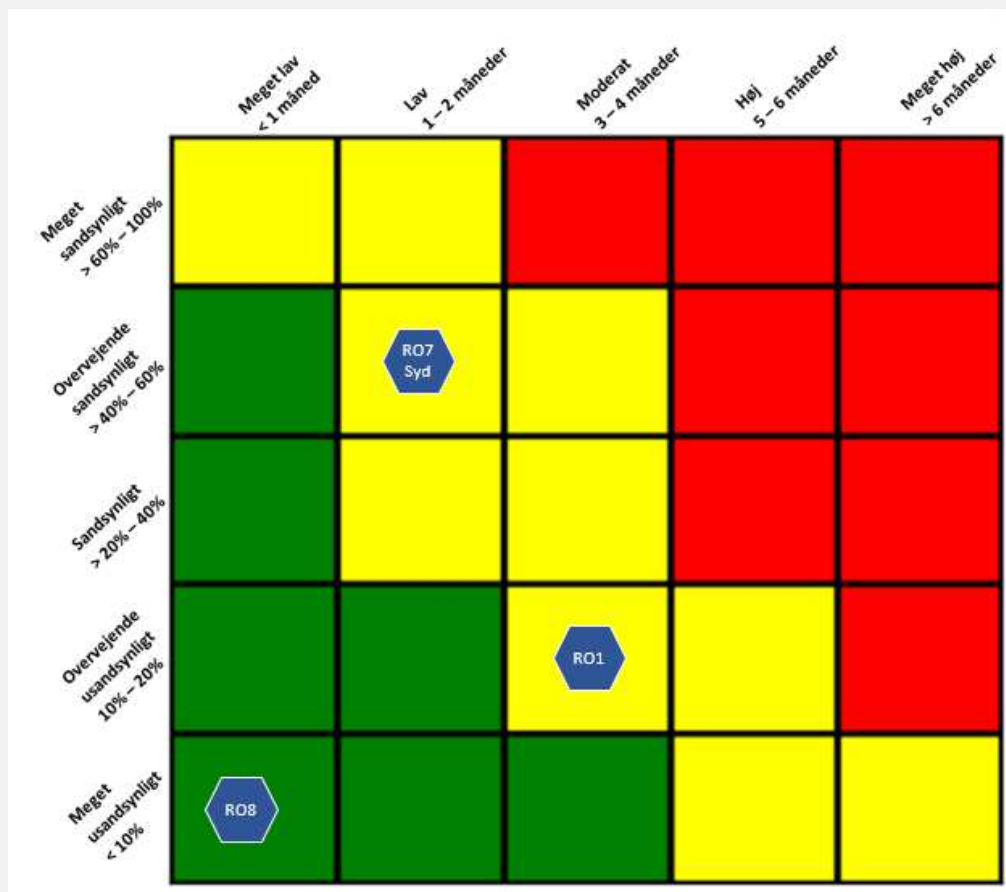 Meget lav
< 1 måned
Lav
1 – 2 måneder
Moderat
3 – 4 måneder
Høj
5 – 6 måneder
Meget høj
> 6 måneder
Meget
sandsynligt
> 60% – 100%
Overvejende
sandsynligt
> 40% – 60%
RO7
Syd
Sandsynligt
> 20% – 40%
Overvejende
usandsynligt
10% – 20%
RO1
Meget
usandsynligt
< 10%
RO8